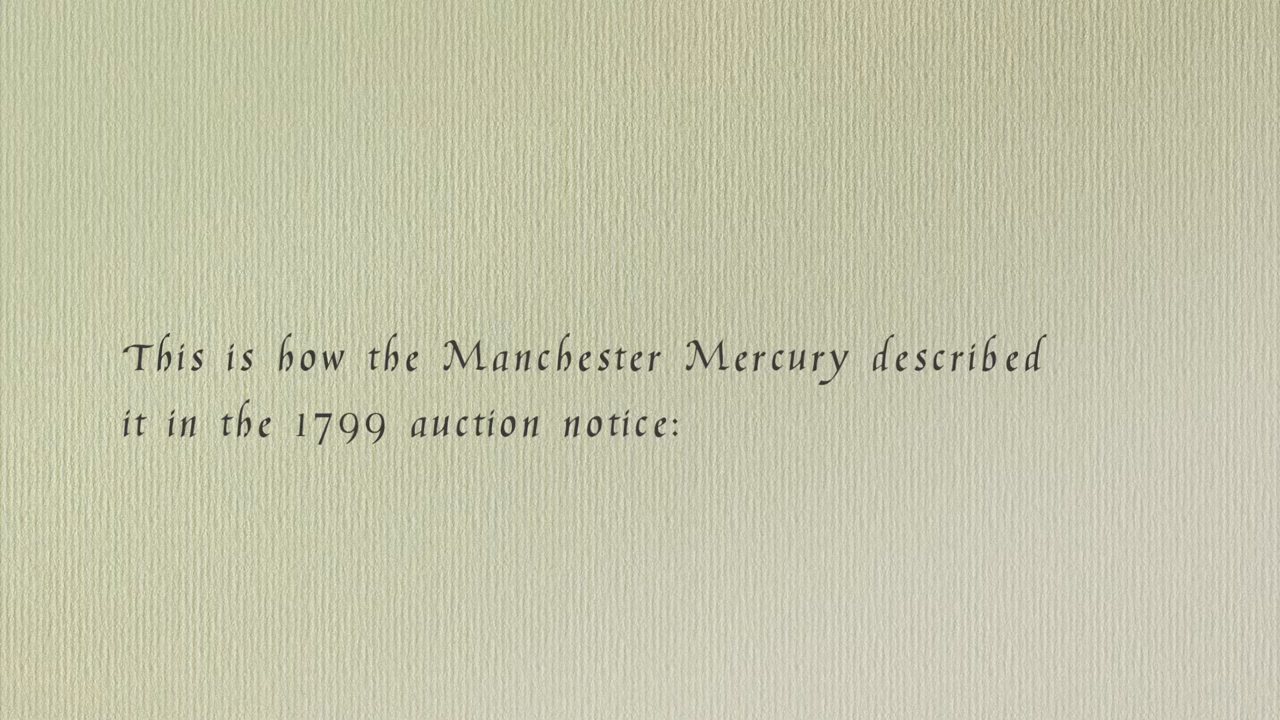 This is how the Manchester Mercury described
it in the 1799 auction notice: